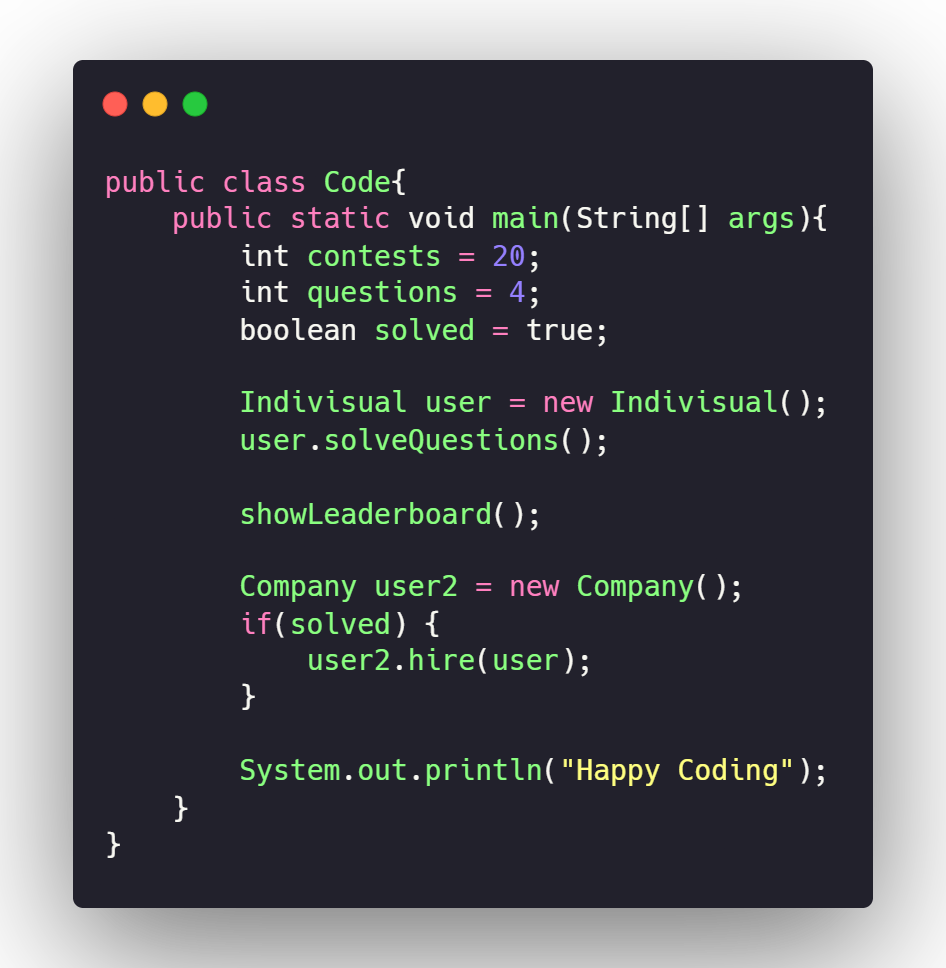 public class Code{
    public static void main(String[] args){
        int contests = 20;
        int questions = 4;
        boolean solved = true;

        Indivisual user = new Indivisual();
        user.solveQuestions();

        showLeaderboard();

        Company user2 = new Company();
        if(solved) {
            user2.hire(user);
        }

        System.out.println("Happy Coding");
    }
}